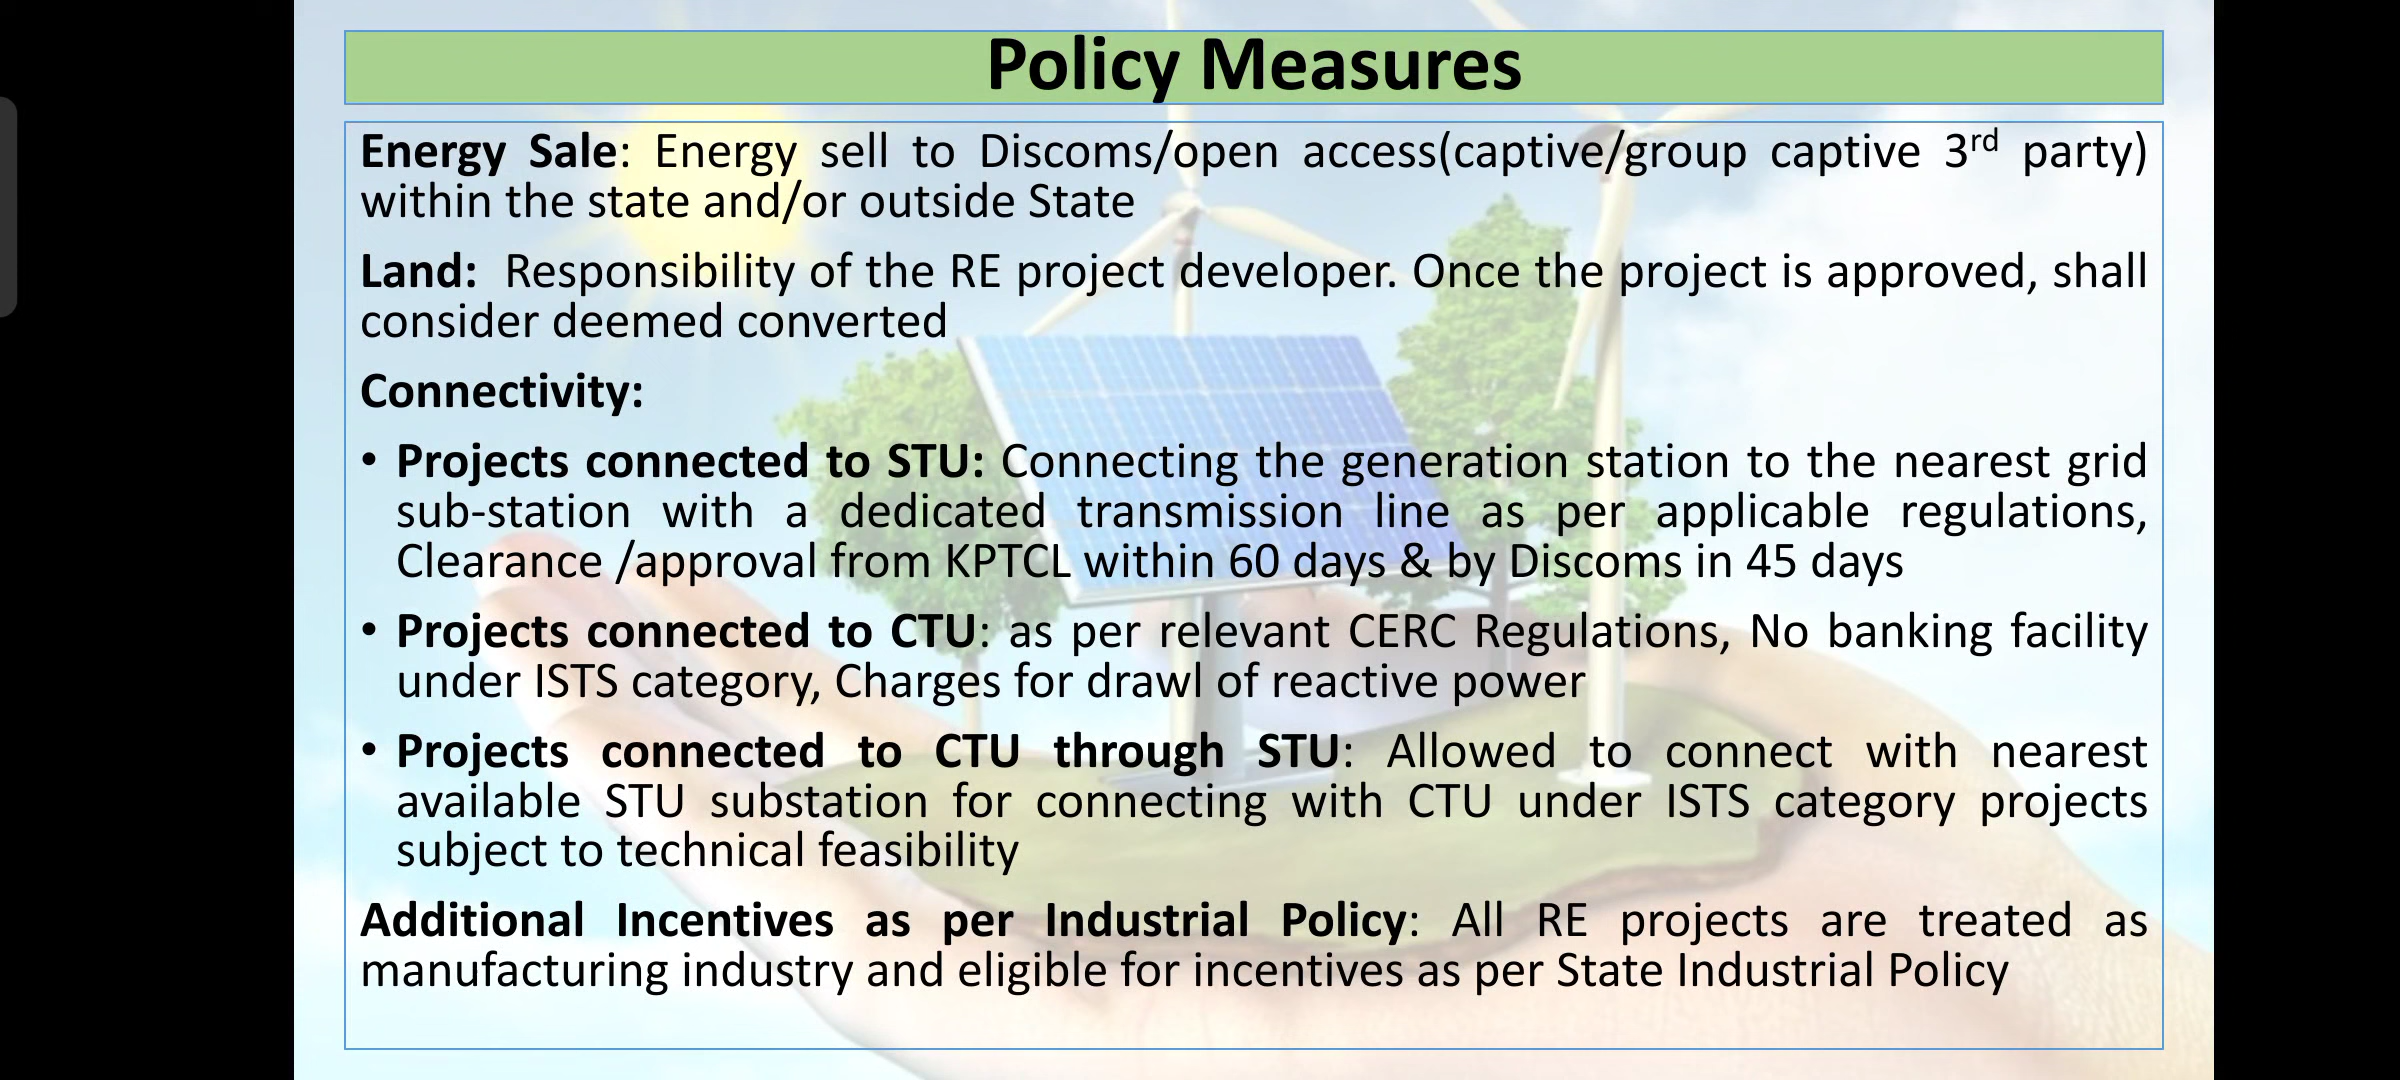 Policy Measures
Energy Sale: Energy sell to Discoms/open access(captive/group captive 3rd party)
within the state and/or outside State
Land: Responsibility of the RE project developer. Once the project is approved, shall
consider deemed converted
Connectivity:
• Projects connected to STU: Connecting the generation station to the nearest grid
sub-station with a dedicated transmission line as per applicable regulations,
Clearance /approval from KPTCL within 60 days & by Discoms in 45 days
• Projects connected to CTU: as per relevant CERC Regulations, No banking facility
under ISTS category, Charges for drawl of reactive power
• Projects connected to CTU through STU: Allowed to connect with nearest
available STU substation for connecting with CTU under ISTS category projects
subject to technical feasibility
Additional Incentives as per Industrial Policy: All RE projects are treated as
manufacturing industry and eligible for incentives as per State Industrial Policy